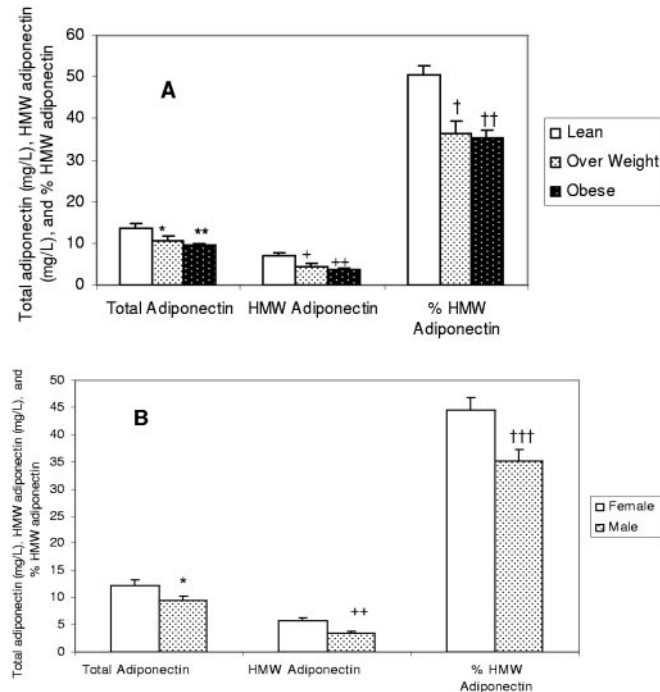 Total adiponectin (mg/L), HMW adiponectin
(mg/L), and % HMW adiponectin
60
50
40
30
20
10
0
A
*
**
+
++
†
††
Lean
Over Weight
Obese
Total Adiponectin
HMW Adiponectin
% HMW
Adiponectin
Total adiponectin (mg/L), HMW adiponectin (mg/L), and
% HMW adiponectin
50
45
40
35
30
25
20
15
10
5
0
B
*
++
†††
Female
Male
Total Adiponectin
HMW Adiponectin
% HMW
Adiponectin